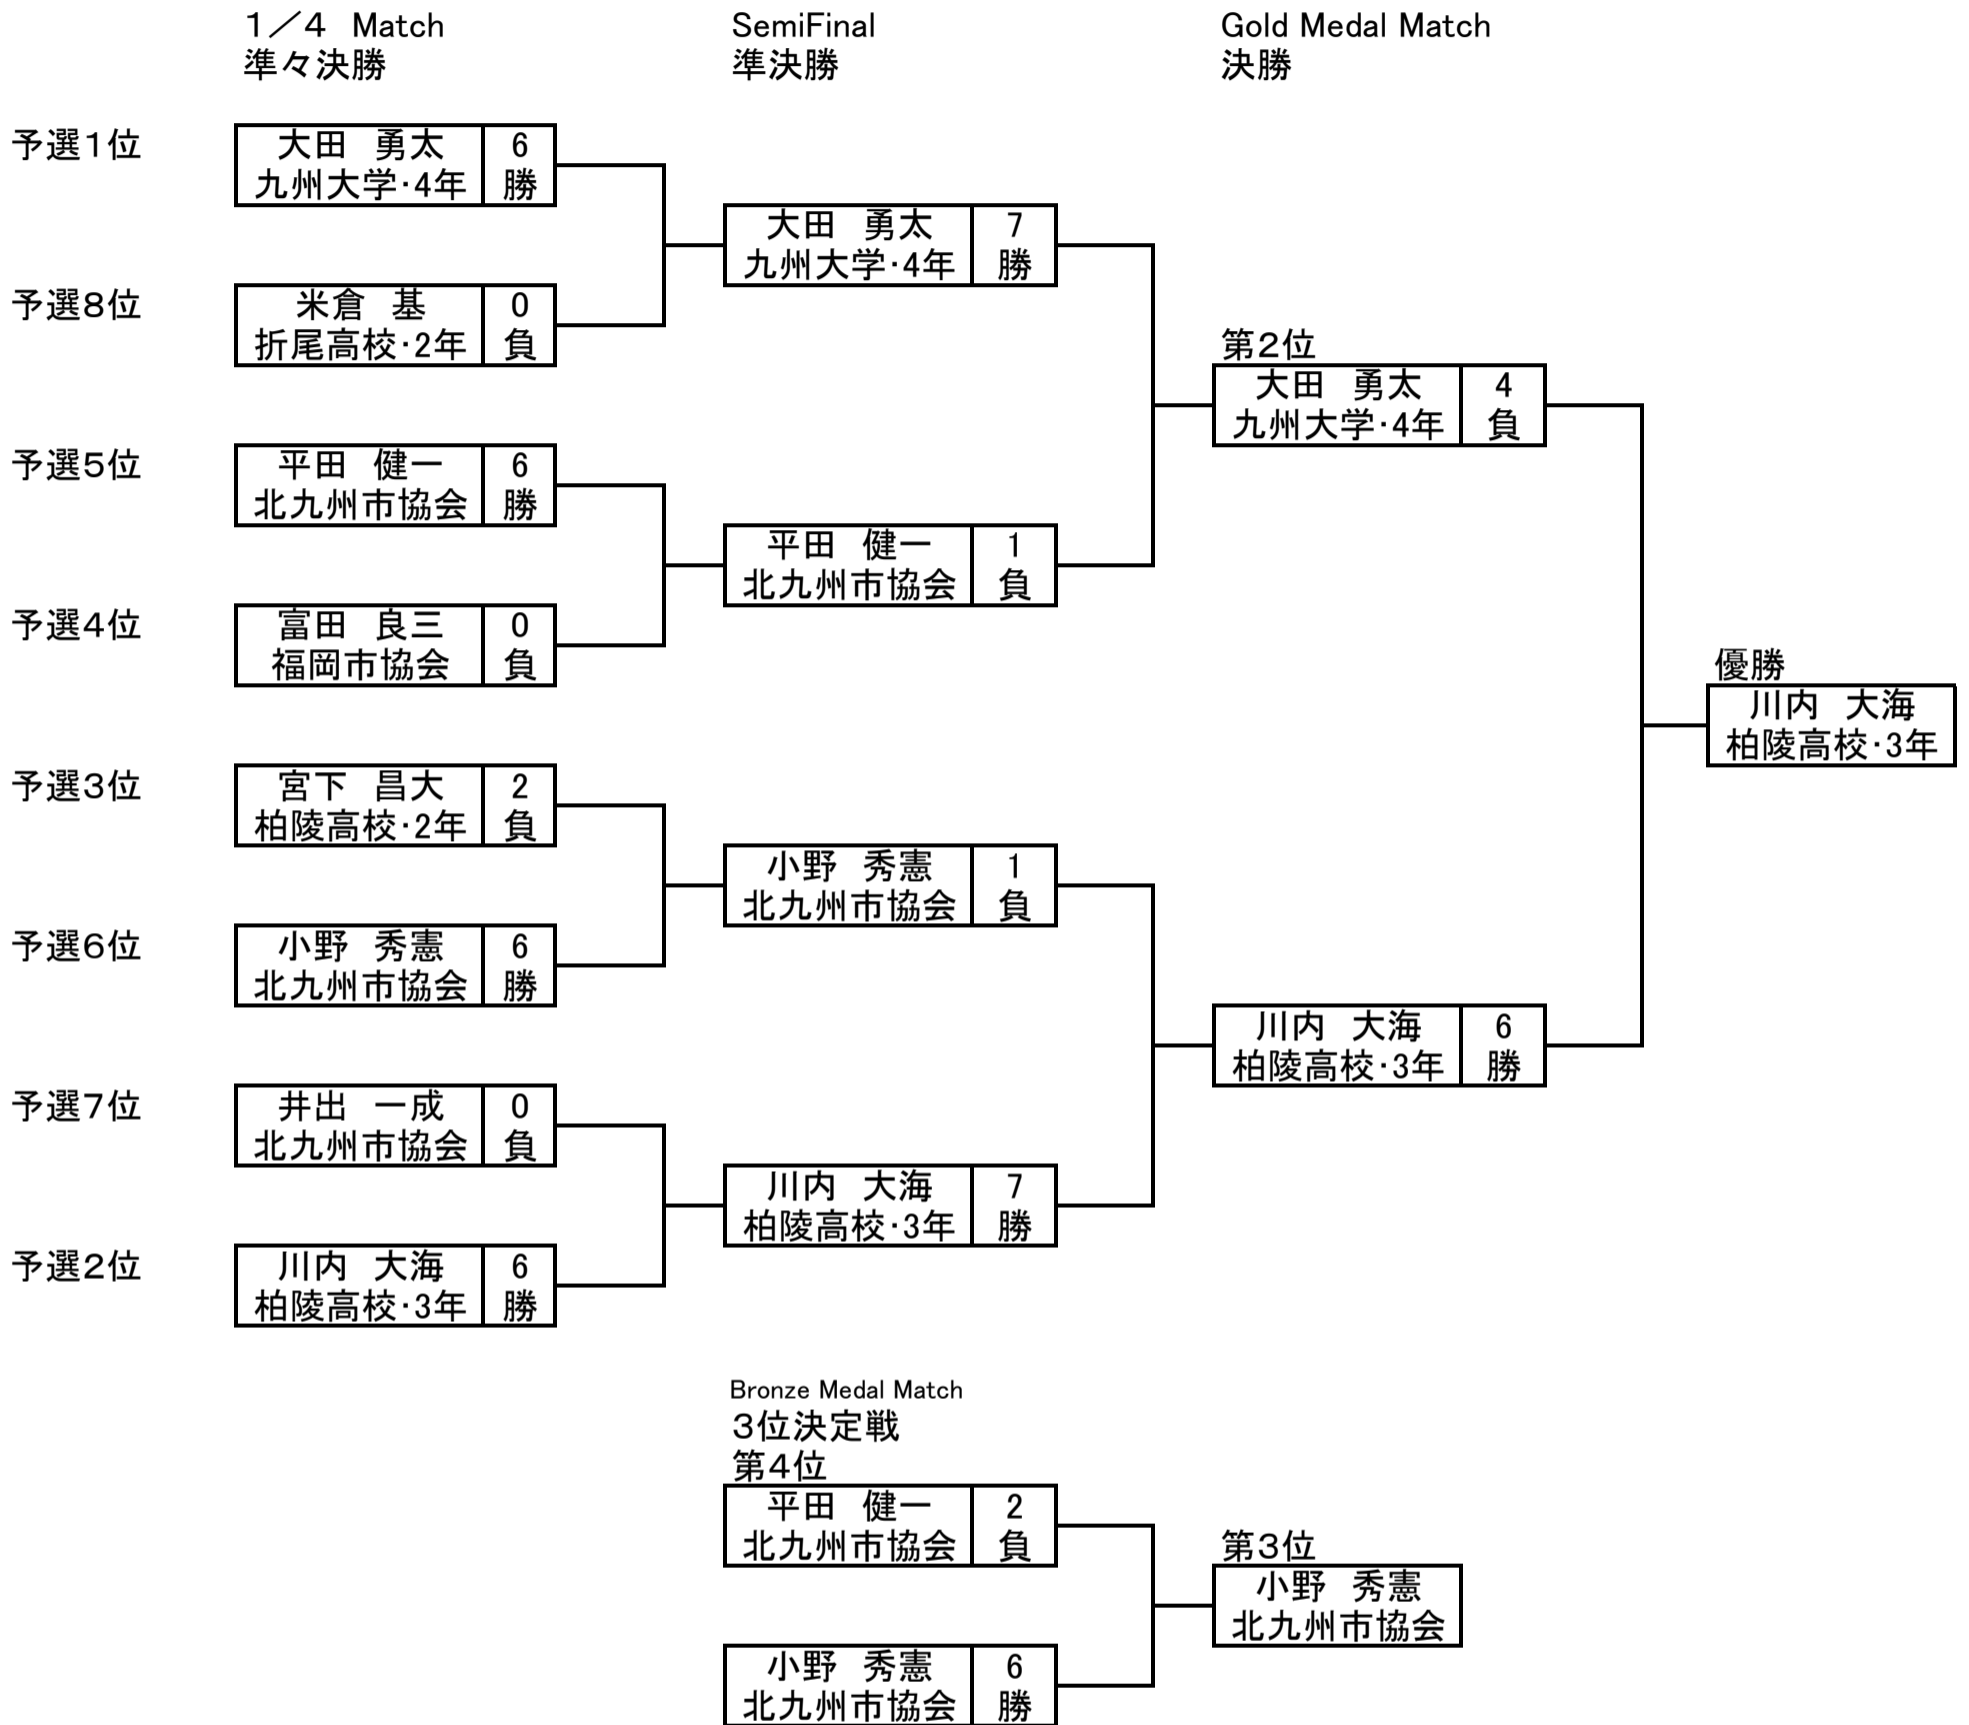 １／４　Match
準々決勝
SemiFinal
準決勝
Gold Medal Match
決勝
予選１位
大田　勇太
九州大学・4年
6
勝
予選８位
米倉　基
折尾高校・2年
0
負
予選５位
平田　健一
北九州市協会
6
勝
予選４位
富田　良三
福岡市協会
0
負
予選３位
宮下　昌大
柏陵高校・2年
2
負
予選６位
小野　秀憲
北九州市協会
6
勝
予選７位
井出　一成
北九州市協会
0
負
予選２位
川内　大海
柏陵高校・3年
6
勝
大田　勇太
九州大学・4年
7
勝
平田　健一
北九州市協会
1
負
小野　秀憲
北九州市協会
1
負
川内　大海
柏陵高校・3年
7
勝
第２位
大田　勇太
九州大学・4年
4
負
川内　大海
柏陵高校・3年
6
勝
優勝
川内　大海
柏陵高校・3年
Bronze Medal Match
３位決定戦
第４位
平田　健一
北九州市協会
2
負
小野　秀憲
北九州市協会
6
勝
第３位
小野　秀憲
北九州市協会